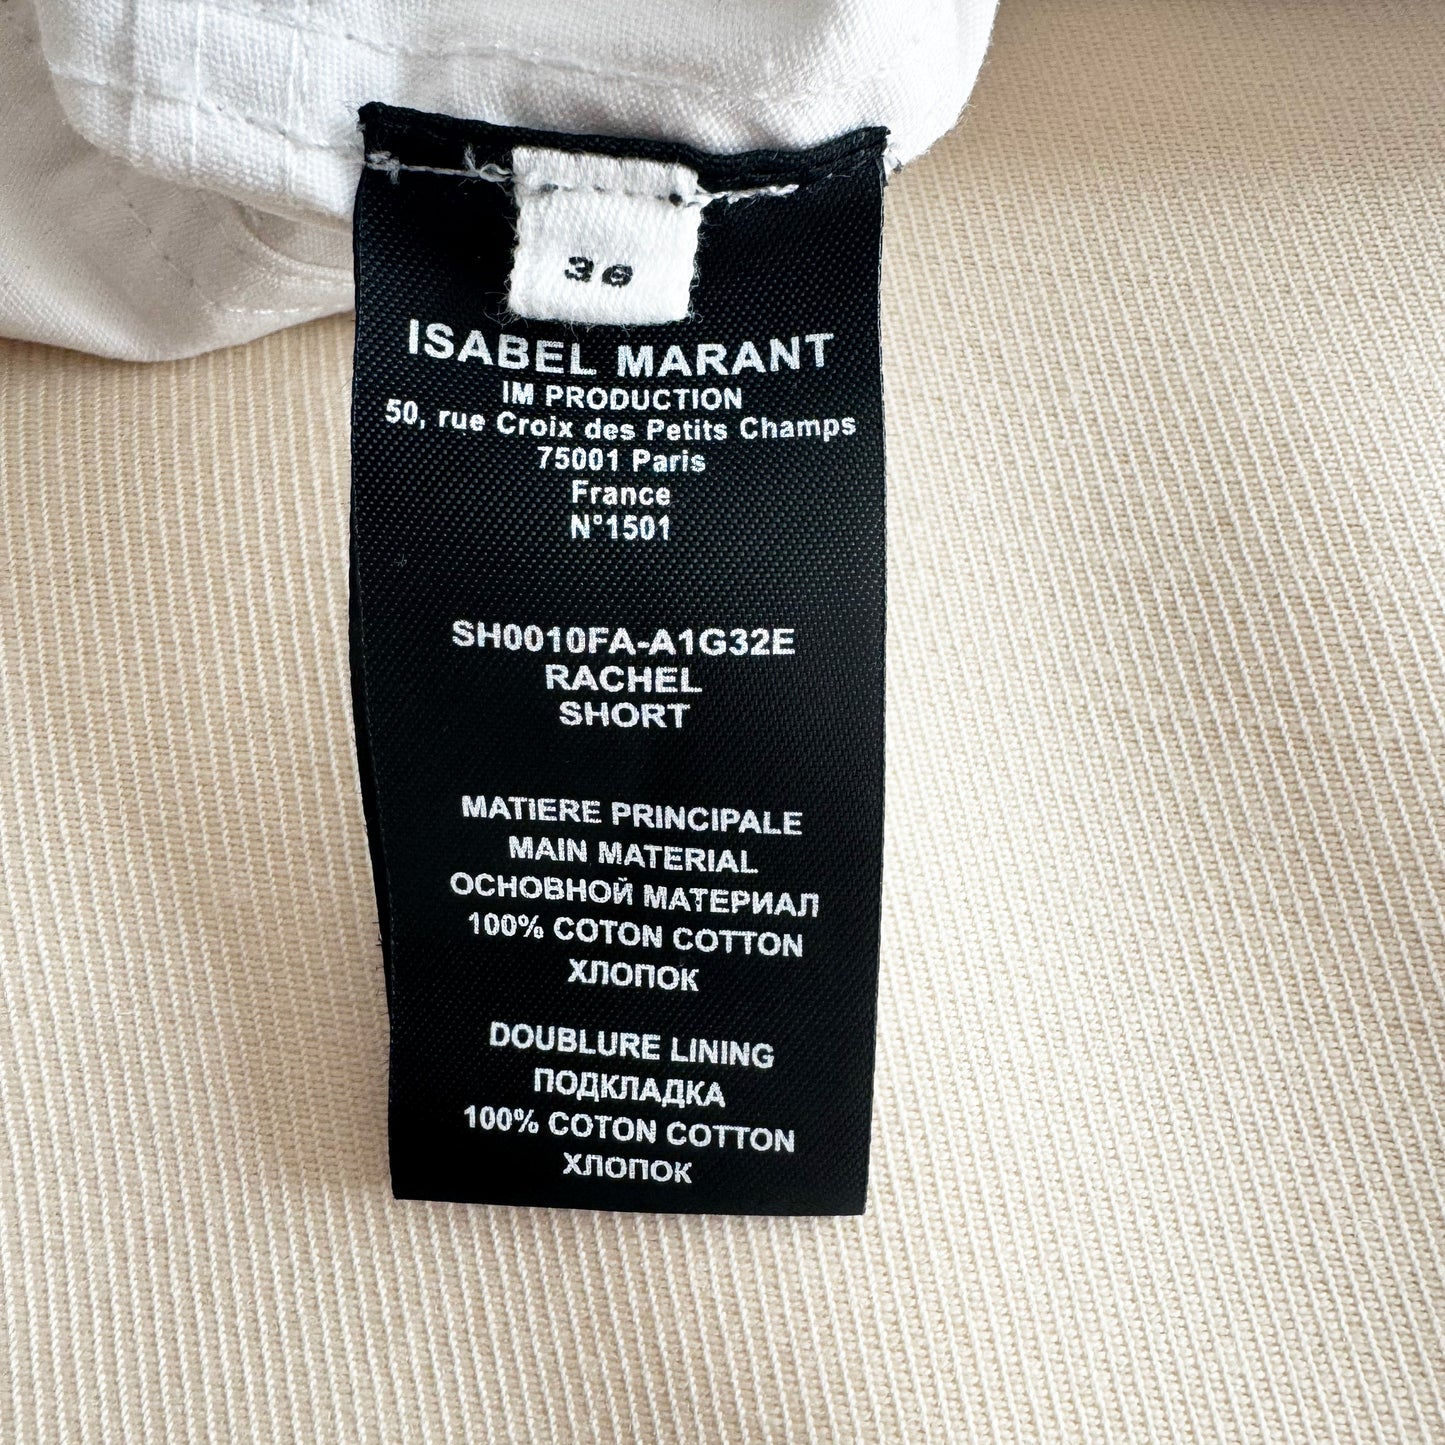 36
ISABEL MARANT
IM PRODUCTION
50, rue Croix des Petits Champs
75001 Paris
France
N°1501
SH0010FA-A1G32E
RACHEL
SHORT
MATIERE PRINCIPALE
MAIN MATERIAL
ОСНОВНОЙ МАТЕРИАЛ
100% COTON COTTON
ХЛОПОК
DOUBLURE LINING
ПОДКЛАДКА
100% COTON COTTON
ХЛОПОК